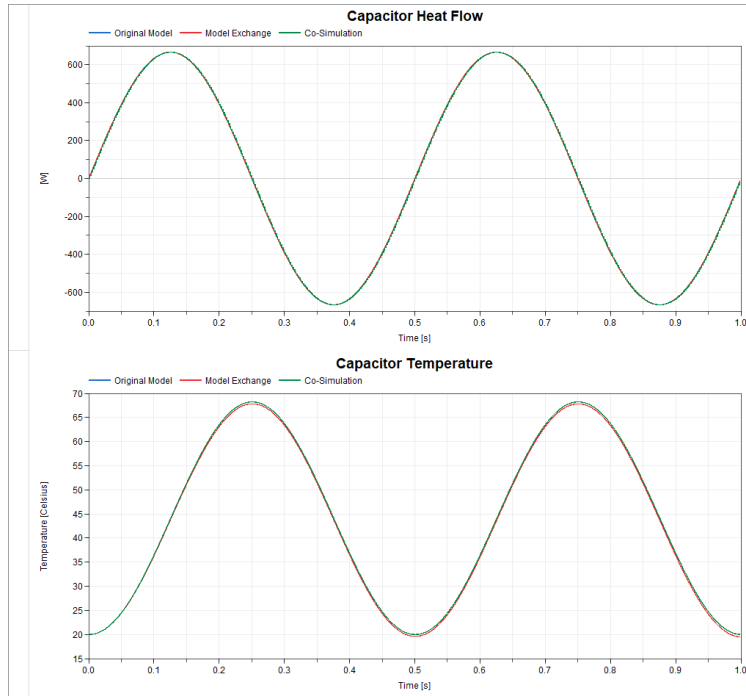 Capacitor Heat Flow
Original Model Model Exchange Co-Simulation
600
400
200
0
-200
-400
-600
[W]
0.0 0.1 0.2 0.3 0.4 0.5 0.6 0.7 0.8 0.9 1.0
Time [s]
Capacitor Temperature
Original Model Model Exchange Co-Simulation
70
65
60
55
50
45
40
35
30
25
20
15
Temperature [Celsius]
0.0 0.1 0.2 0.3 0.4 0.5 0.6 0.7 0.8 0.9 1.0
Time [s]